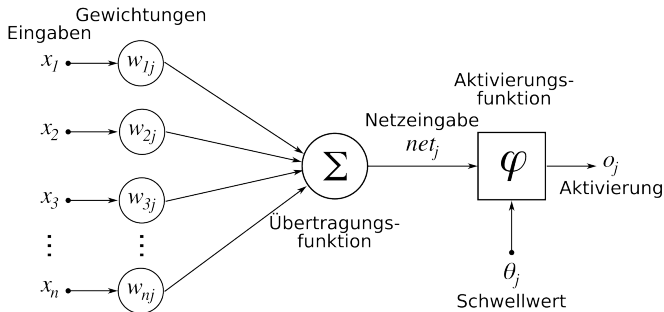 Gewichtungen
Eingaben
x1 w1j
x2 w2j
x3 w3j
xn wnj
Σ
Übertragungs-
funktion
Netzeingabe
netj
Aktivierungs-
funktion
φ
oj
Aktivierung
θj
Schwellwert